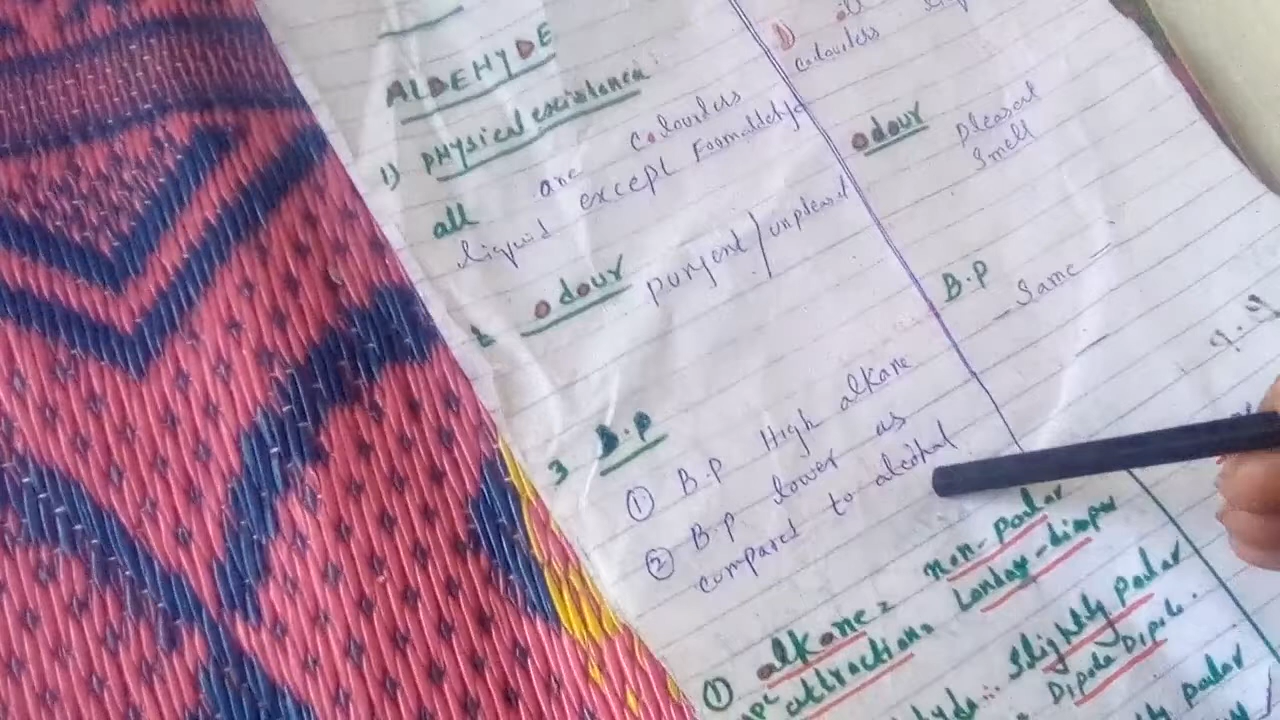 ALDEHYDE
1) PHysical existence
all are Colourless
liquid except Formaldehyde
2 odour pungent / unpleasant
3 B.P
① B.P High alkane
② B.P lower as
compared to alcohol
① alkane = non-polar
attraction London-
Slightly Polar
Dipole Dipole.
polar
colourless
odour pleasant
Smell
B.P Same